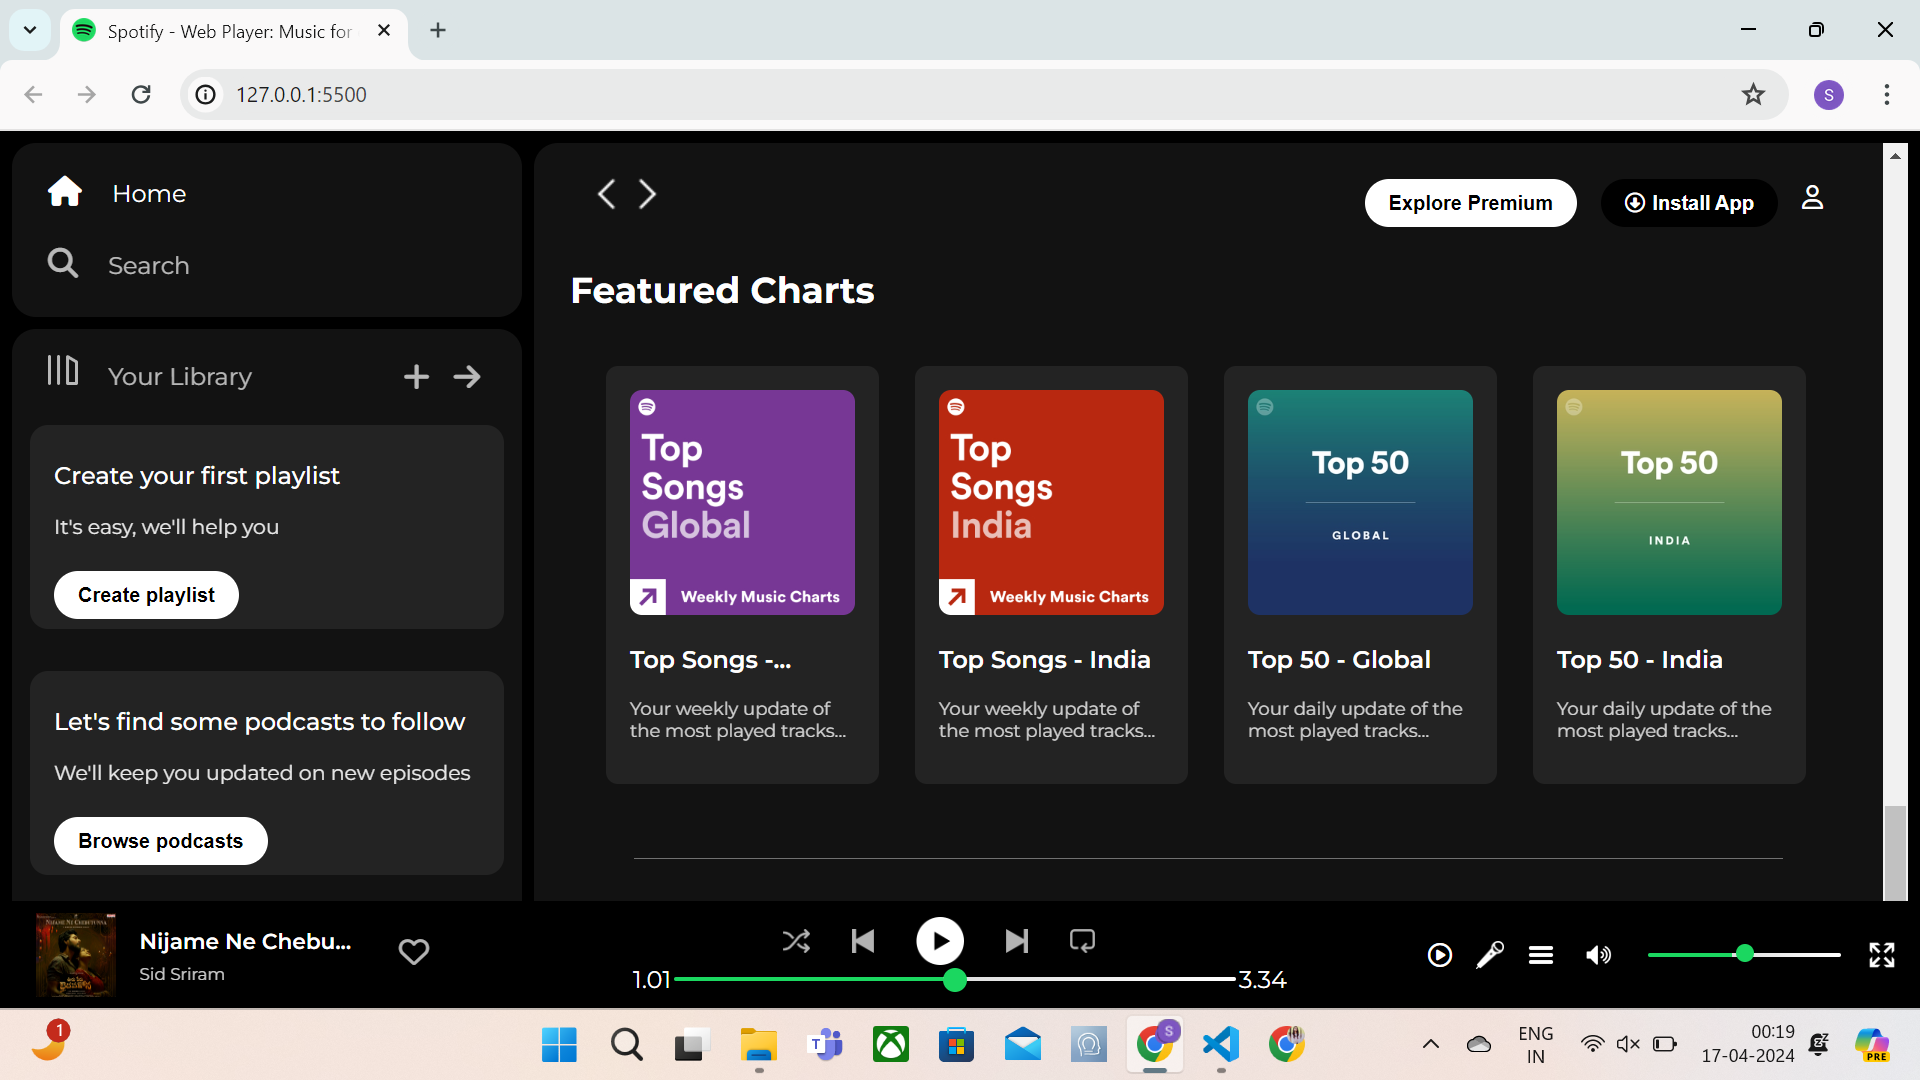 Spotify - Web Player: Music for
127.0.0.1:5500
S
Home
Search
Your Library
Create your first playlist
It's easy, we'll help you
Create playlist
Let's find some podcasts to follow
We'll keep you updated on new episodes
Browse podcasts
Explore Premium
Install App
Featured Charts
Top
Songs
Global
Weekly Music Charts
Top Songs -...
Your weekly update of
the most played tracks...
Top
Songs
India
Weekly Music Charts
Top Songs - India
Your weekly update of
the most played tracks...
Top 50
GLOBAL
Top 50 - Global
Your daily update of the
most played tracks...
Top 50
INDIA
Top 50 - India
Your daily update of the
most played tracks...
NIJAME NE CHEBUTUNNA
Nijame Ne Chebu...
Sid Sriram
1.01
3.34
1
T
S
ENG
IN
00:19
17-04-2024
PRE